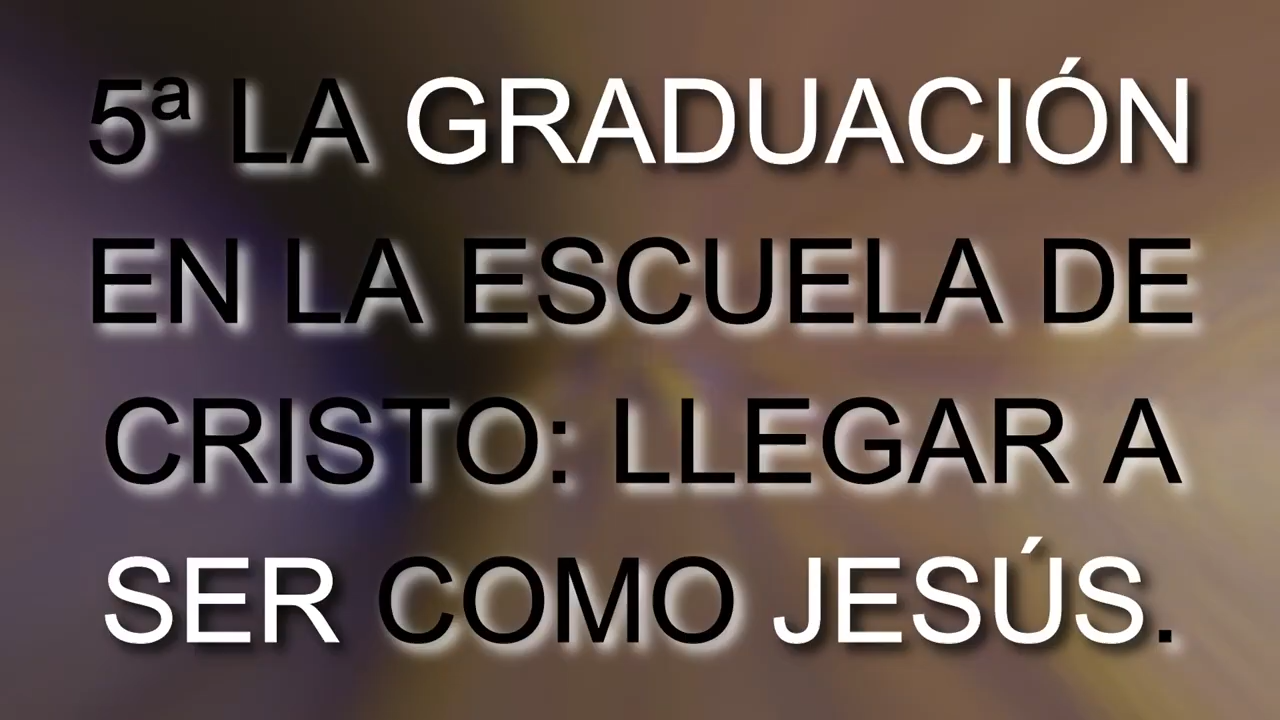 5ª LA GRADUACIÓN
EN LA ESCUELA DE
CRISTO: LLEGAR A
SER COMO JESÚS.